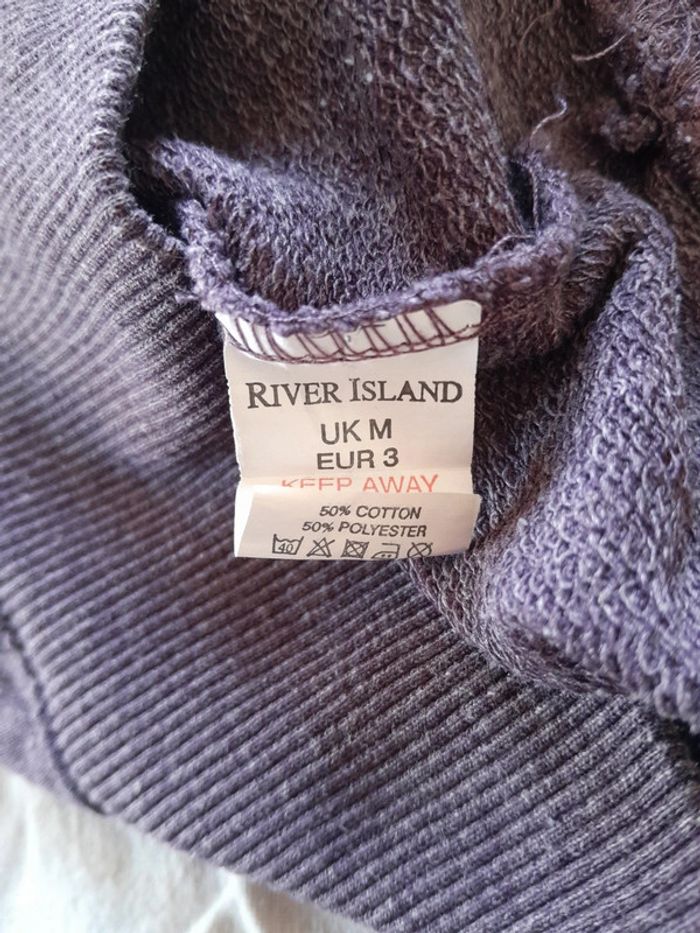 RIVER ISLAND
UK M
EUR 3
KEEP AWAY
50% COTTON
50% POLYESTER
40